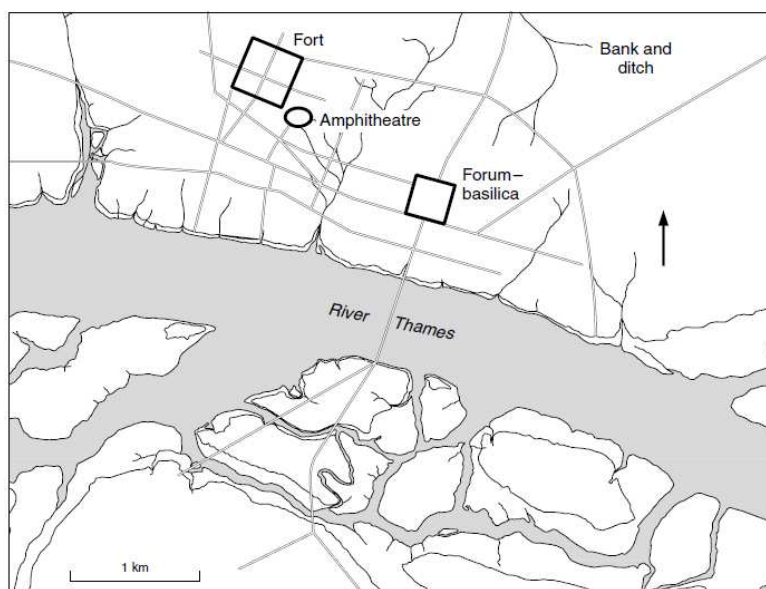 Fort
Bank and
ditch
Amphitheatre
Forum–
basilica
River Thames
1 km